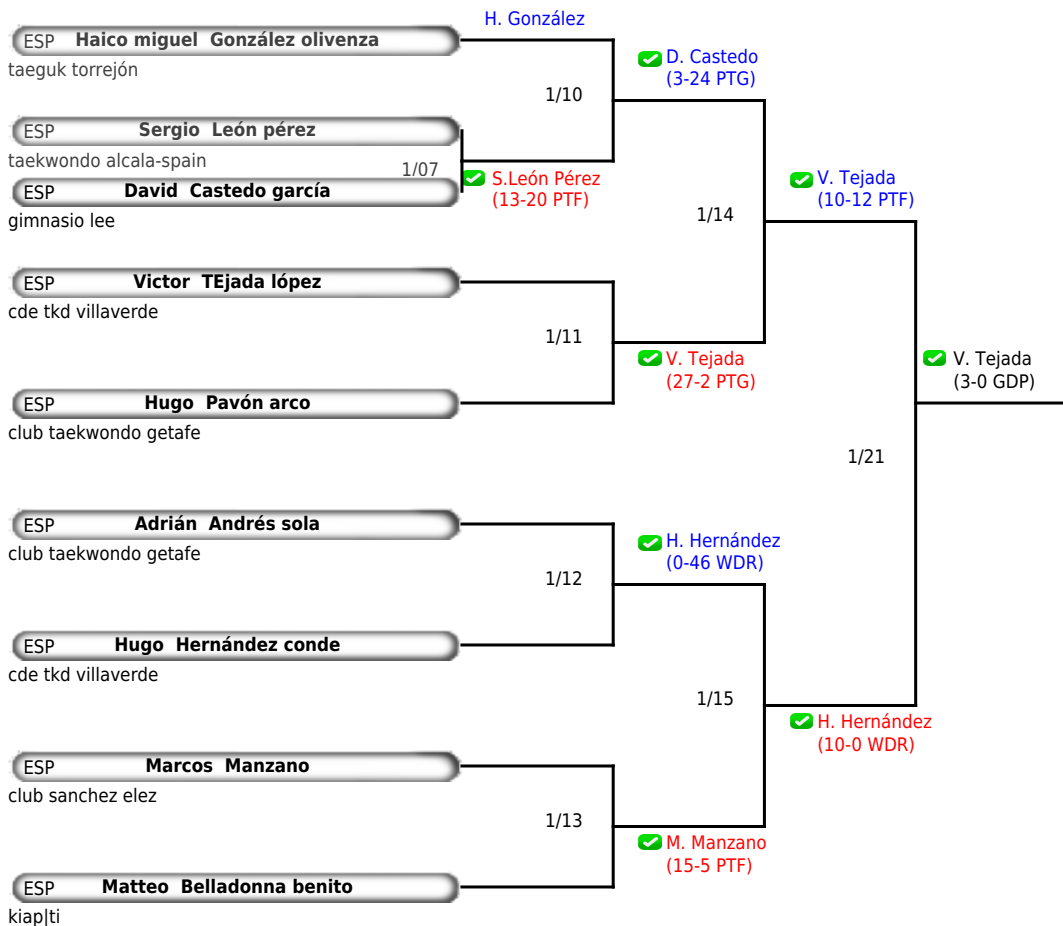 H. González
ESP Haico miguel González olivenza
taeguk torrejón
D. Castedo
(3-24 PTG)
1/10
ESP Sergio León pérez
taekwondo alcala-spain
1/07
S.León Pérez
(13-20 PTF)
V. Tejada
(10-12 PTF)
ESP David Castedo garcía
gimnasio lee
1/14
ESP Victor TEjada lópez
cde tkd villaverde
1/11
V. Tejada
(27-2 PTG)
V. Tejada
(3-0 GDP)
ESP Hugo Pavón arco
club taekwondo getafe
1/21
ESP Adrián Andrés sola
club taekwondo getafe
H. Hernández
(0-46 WDR)
1/12
ESP Hugo Hernández conde
cde tkd villaverde
1/15
H. Hernández
(10-0 WDR)
ESP Marcos Manzano
club sanchez elez
1/13
M. Manzano
(15-5 PTF)
ESP Matteo Belladonna benito
kiap|ti